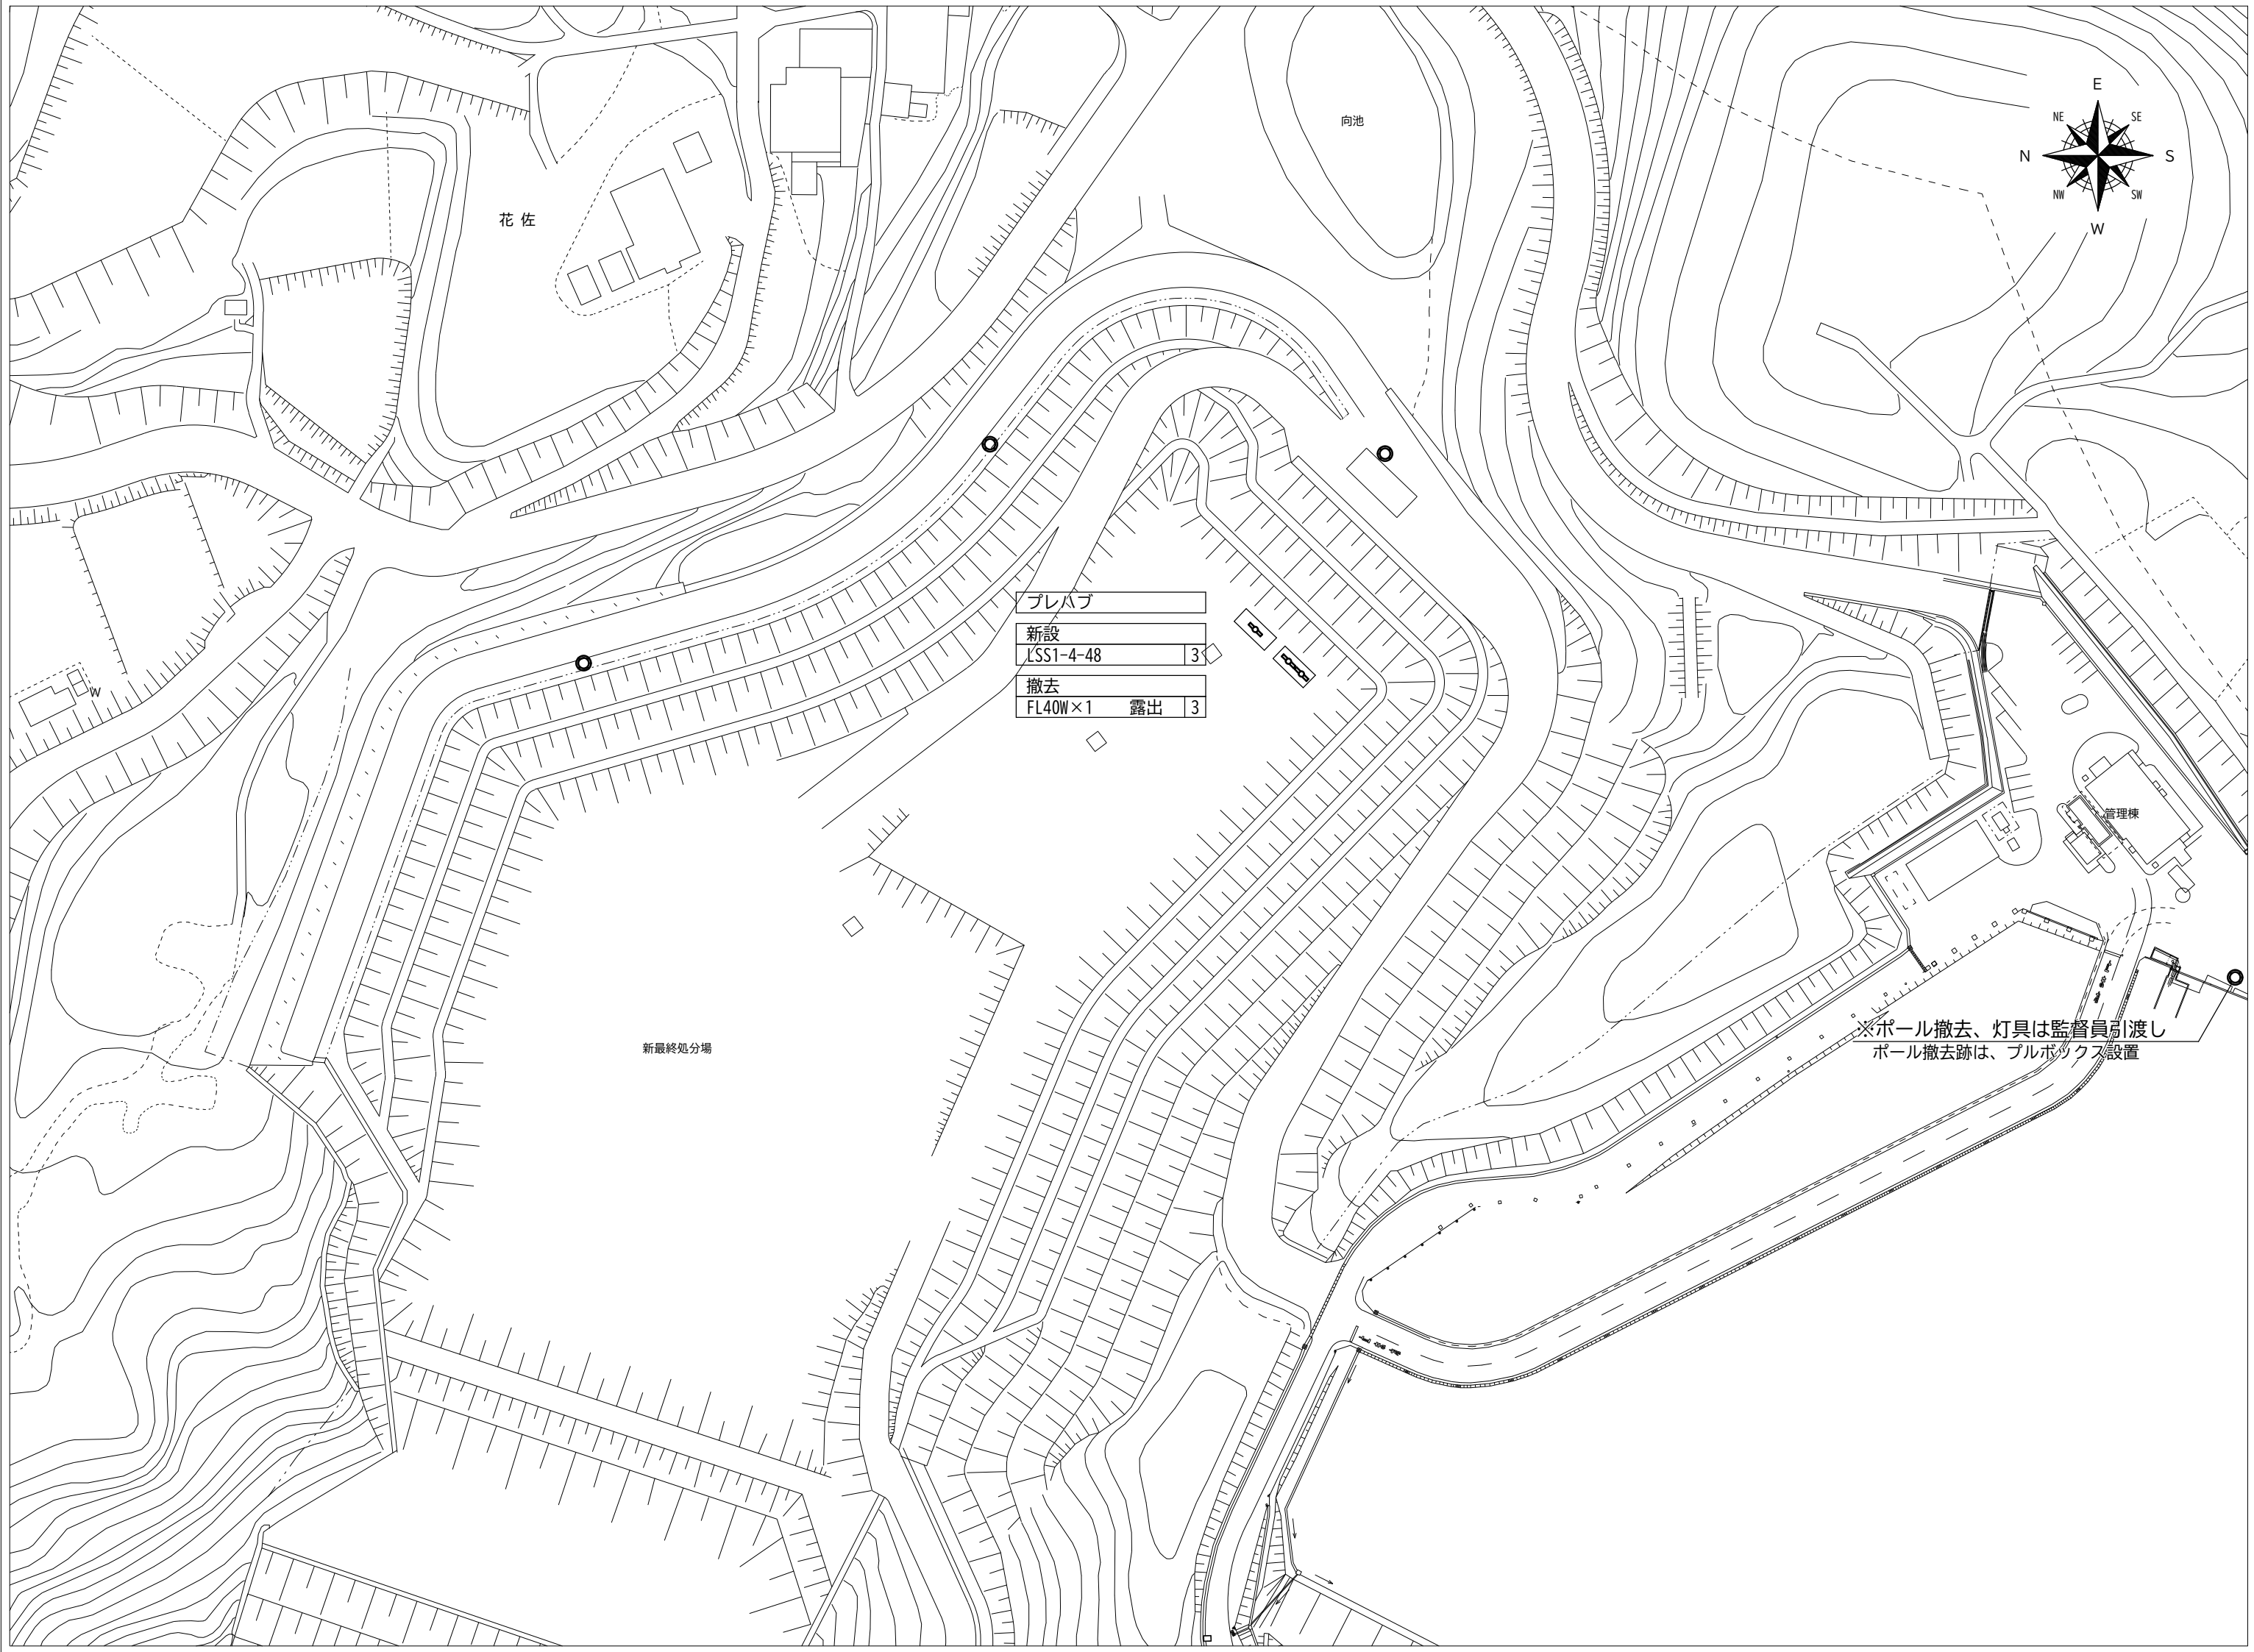 向池
E
NE
SE
N
S
NW
SW
W
花 佐
プレハブ
新設
LSS1-4-48 3
撤去
FL40W×1 露出 3
W
管理棟
新最終処分場
※ポール撤去、灯具は監督員引渡し
ポール撤去跡は、プルボックス設置